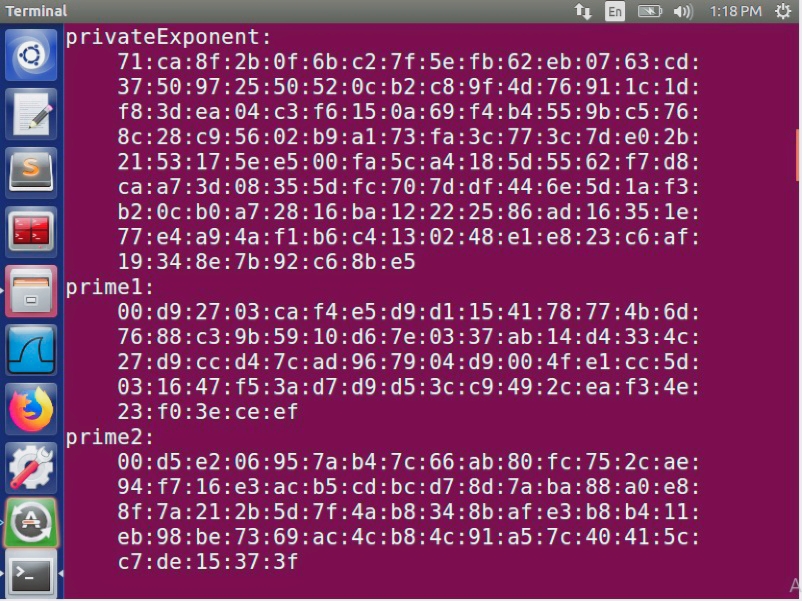 Terminal
En
1:18 PM
privateExponent:
71:ca:8f:2b:0f:6b:c2:7f:5e:fb:62:eb:07:63:cd:
37:50:97:25:50:52:0c:b2:c8:9f:4d:76:91:1c:1d:
f8:3d:ea:04:c3:f6:15:0a:69:f4:b4:55:9b:c5:76:
8c:28:c9:56:02:b9:a1:73:fa:3c:77:3c:7d:e0:2b:
21:53:17:5e:e5:00:fa:5c:a4:18:5d:55:62:f7:d8:
ca:a7:3d:08:35:5d:fc:70:7d:df:44:6e:5d:1a:f3:
b2:0c:b0:a7:28:16:ba:12:22:25:86:ad:16:35:1e:
77:e4:a9:4a:f1:b6:c4:13:02:48:e1:e8:23:c6:af:
19:34:8e:7b:92:c6:8b:e5
prime1:
00:d9:27:03:ca:f4:e5:d9:d1:15:41:78:77:4b:6d:
76:88:c3:9b:59:10:d6:7e:03:37:ab:14:d4:33:4c:
27:d9:cc:d4:7c:ad:96:79:04:d9:00:4f:e1:cc:5d:
03:16:47:f5:3a:d7:d9:d5:3c:c9:49:2c:ea:f3:4e:
23:f0:3e:ce:ef
prime2:
00:d5:e2:06:95:7a:b4:7c:66:ab:80:fc:75:2c:ae:
94:f7:16:e3:ac:b5:cd:bc:d7:8d:7a:ba:88:a0:e8:
8f:7a:21:2b:5d:7f:4a:b8:34:8b:af:e3:b8:b4:11:
eb:98:be:73:69:ac:4c:b8:4c:91:a5:7c:40:41:5c:
c7:de:15:37:3f